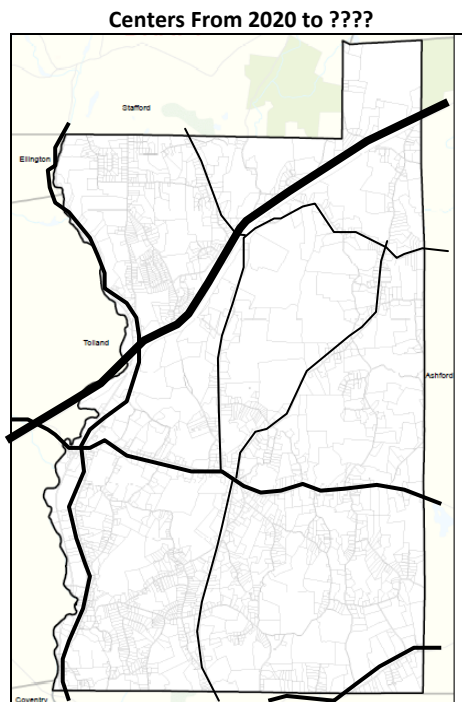 Centers From 2020 to ????
Stafford
Ellington
Tolland
Ashford
Coventry